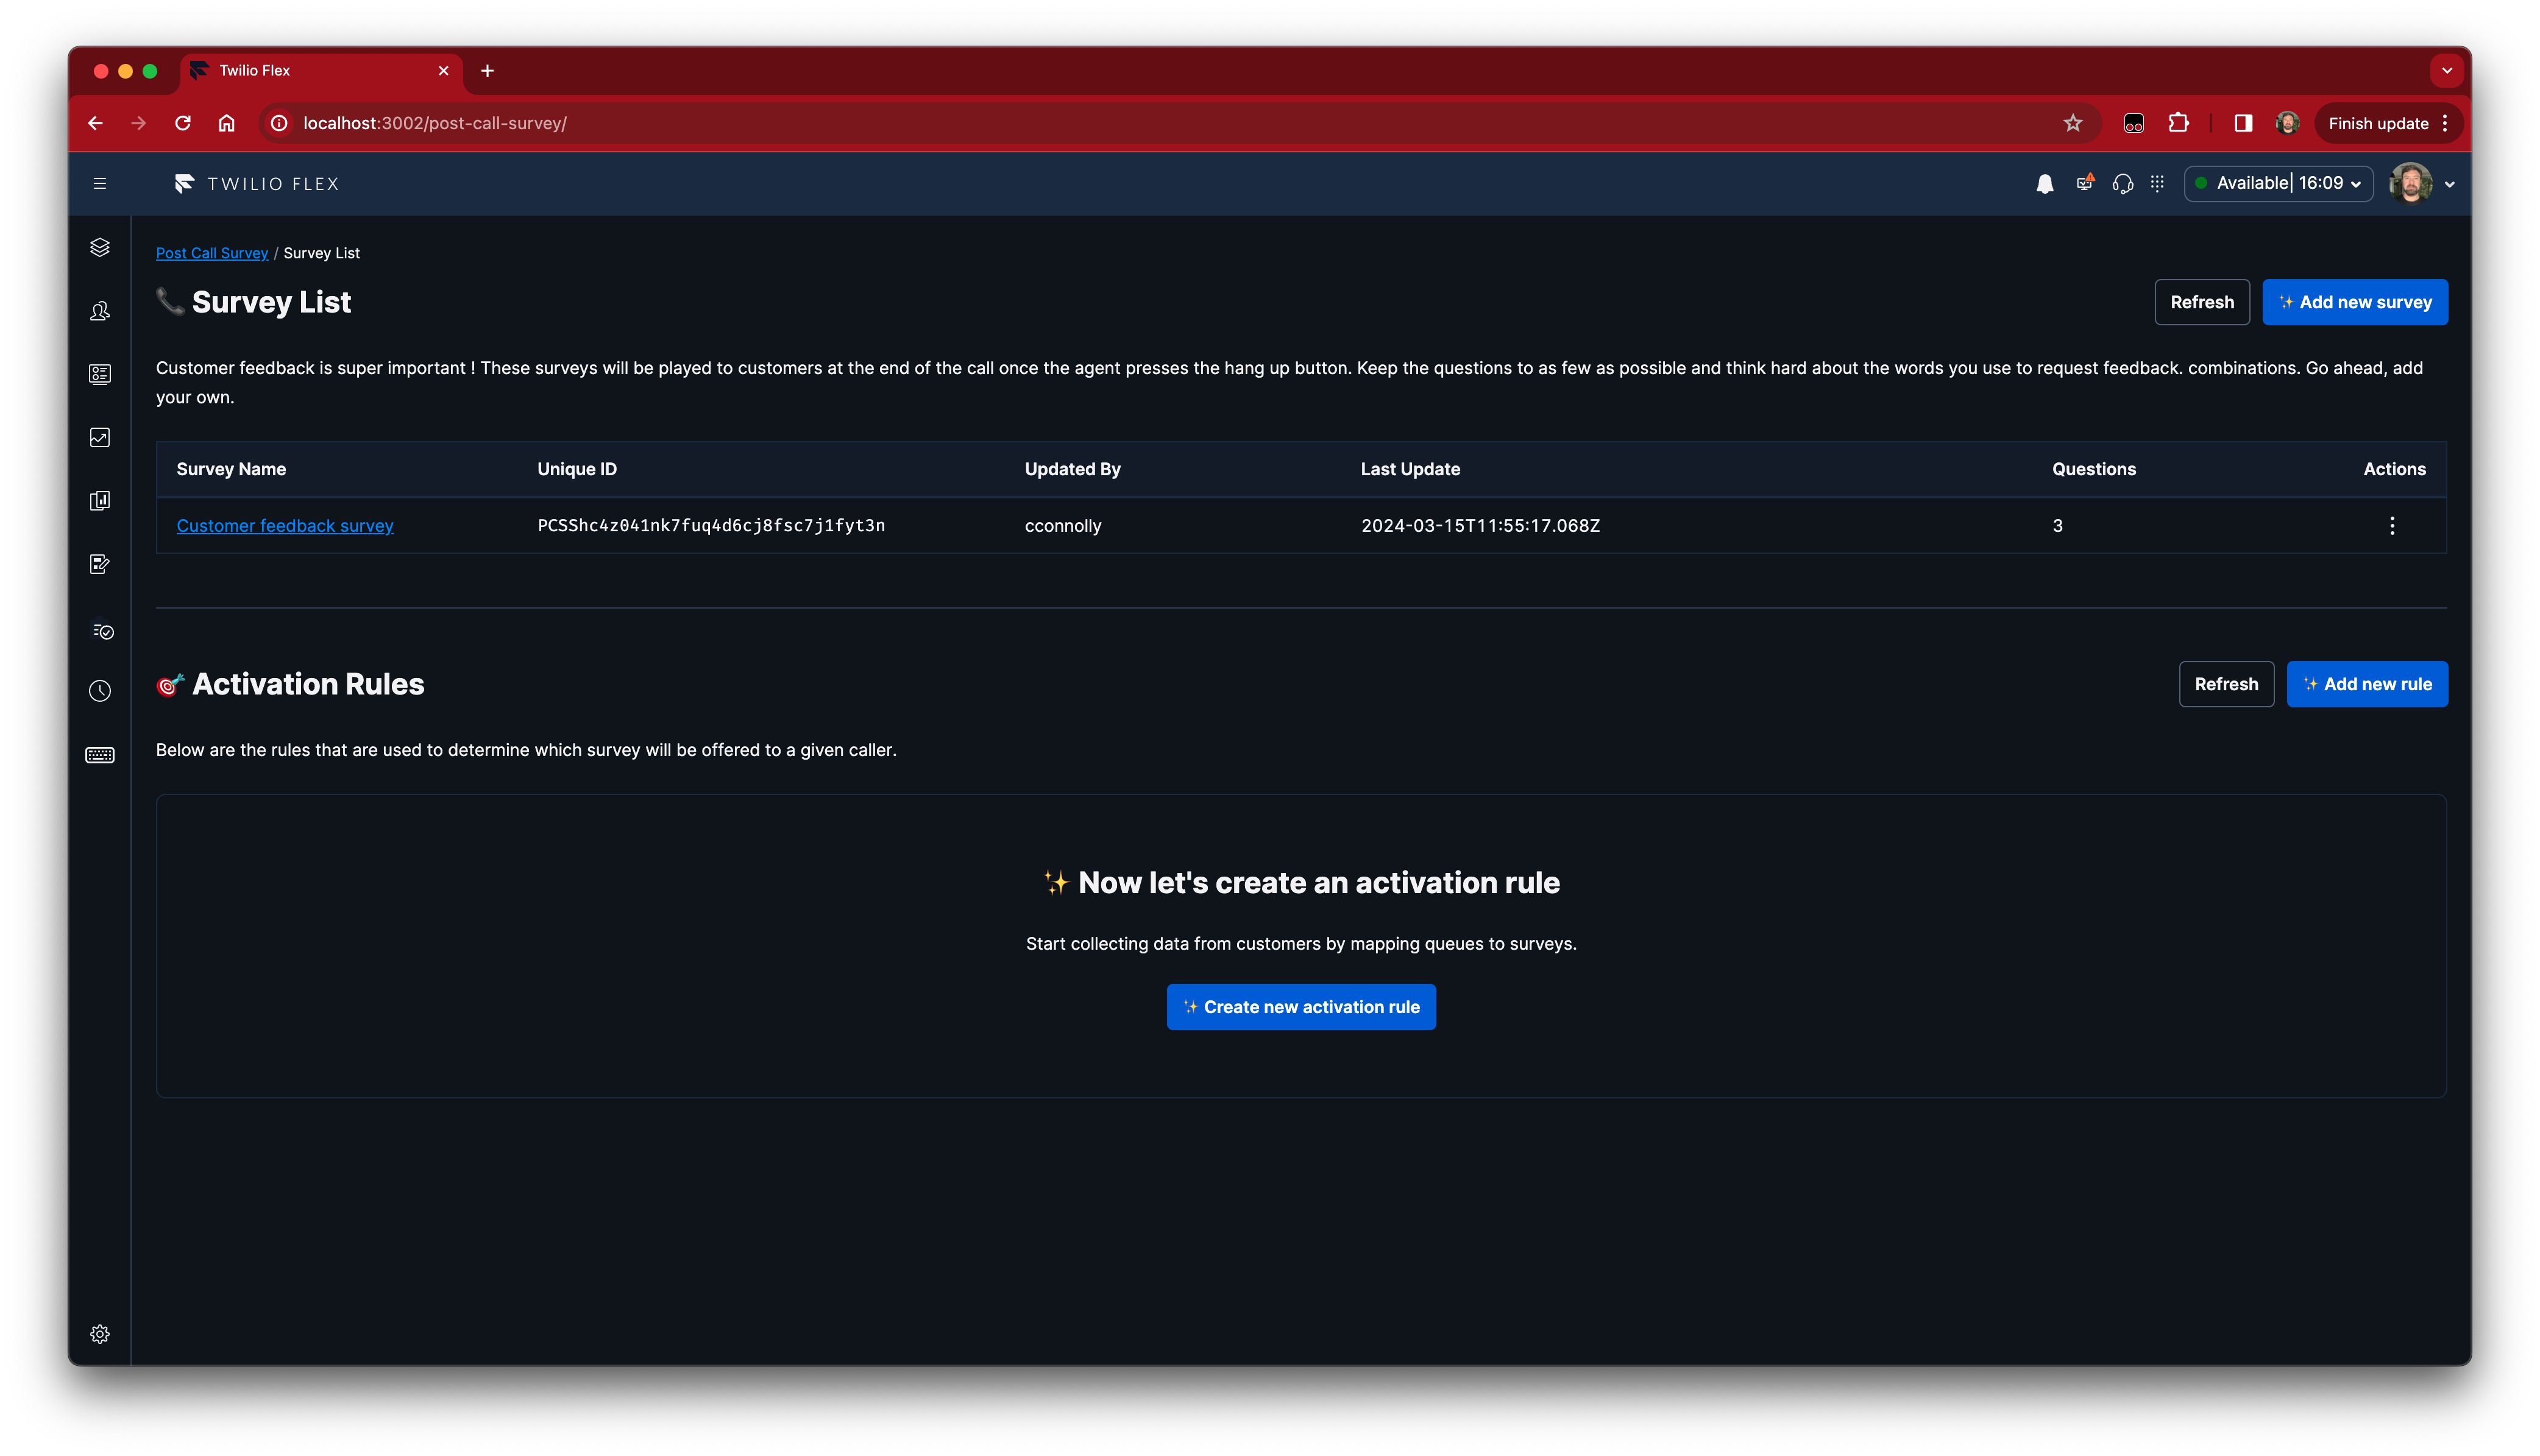 Twilio Flex
localhost:3002/post-call-survey/
Finish update
TWILIO FLEX
Available| 16:09
Post Call Survey / Survey List
Survey List
Refresh
Add new survey
Customer feedback is super important ! These surveys will be played to customers at the end of the call once the agent presses the hang up button. Keep the questions to as few as possible and think hard about the words you use to request feedback. combinations. Go ahead, add
your own.
Survey Name Unique ID Updated By Last Update Questions Actions
Customer feedback survey PCSShc4z041nk7fuq4d6cj8fsc7j1fyt3n cconnolly 2024-03-15T11:55:17.068Z 3
Activation Rules
Refresh
Add new rule
Below are the rules that are used to determine which survey will be offered to a given caller.
Now let's create an activation rule
Start collecting data from customers by mapping queues to surveys.
Create new activation rule